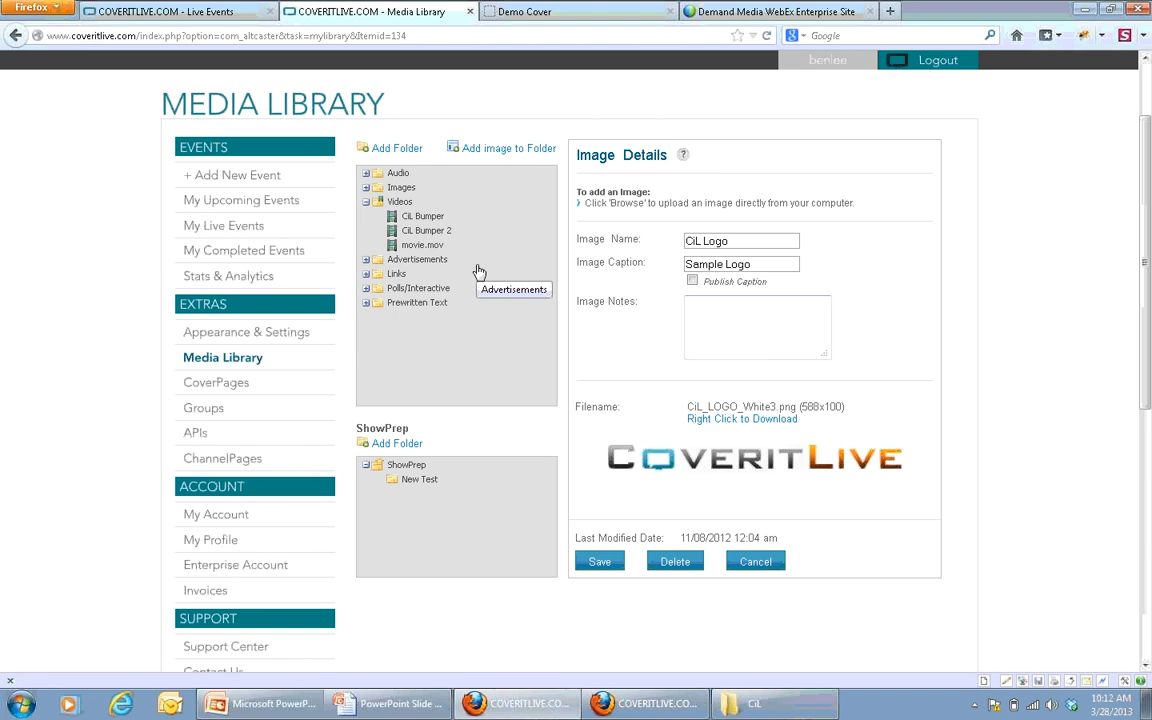 Firefox
COVERITLIVE.COM - Live Events
COVERITLIVE.COM - Media Library
Demo Cover
Demand Media WebEx Enterprise Site
www.coveritlive.com/index.php?option=com_altcaster&task=mylibrary&Itemid=134
Google
benlee
Logout
MEDIA LIBRARY
EVENTS
+ Add New Event
My Upcoming Events
My Live Events
My Completed Events
Stats & Analytics
EXTRAS
Appearance & Settings
Media Library
CoverPages
Groups
APIs
ChannelPages
ACCOUNT
My Account
My Profile
Enterprise Account
Invoices
SUPPORT
Support Center
Contact Us
Add Folder
Add image to Folder
Audio
Images
Videos
CiL Bumper
CiL Bumper 2
movie.mov
Advertisements
Links
Polls/Interactive
Prewritten Text
Advertisements
ShowPrep
Add Folder
ShowPrep
New Test
Image Details ?
To add an Image:
Click 'Browse' to upload an image directly from your computer.
Image Name: CiL Logo
Image Caption: Sample Logo
Publish Caption
Image Notes:
Filename: CiL_LOGO_White3.png (588x100)
Right Click to Download
COVERITLIVE
Last Modified Date: 11/08/2012 12:04 am
Save
Delete
Cancel
Microsoft PowerP...
PowerPoint Slide ...
COVERITLIVE.CO...
COVERITLIVE.CO...
CiL
10:12 AM
3/28/2013